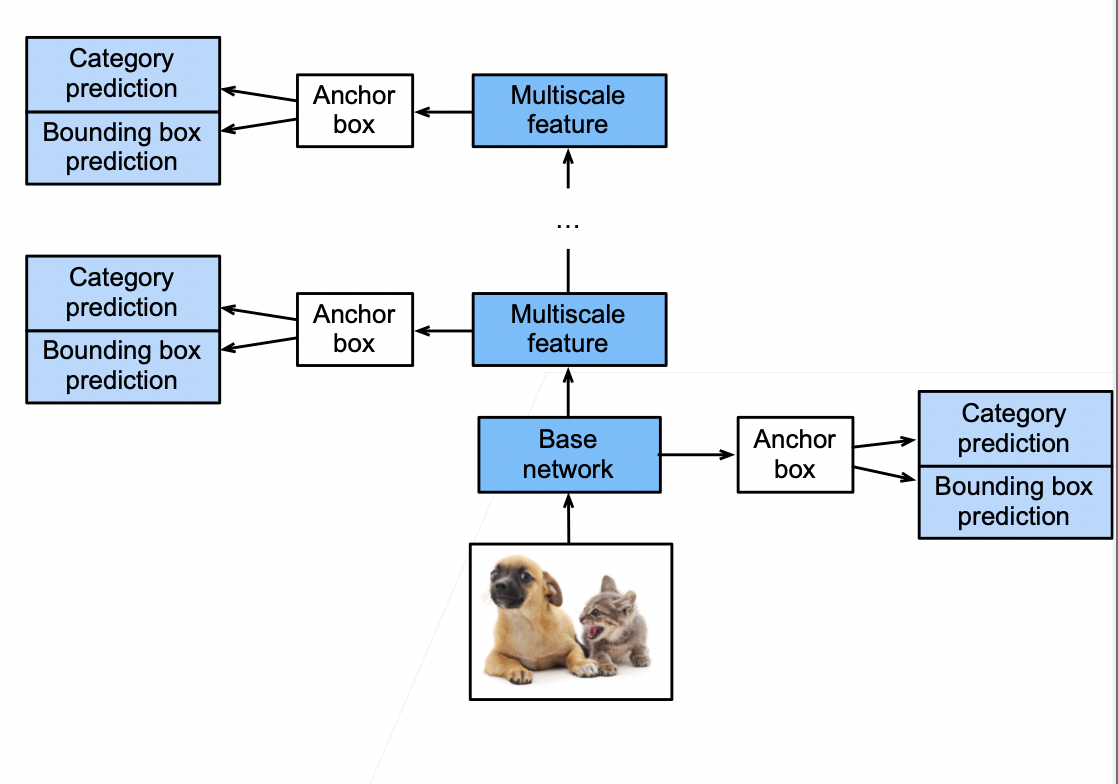 Category
prediction
Bounding box
prediction
Anchor
box
Multiscale
feature
...
Category
prediction
Bounding box
prediction
Anchor
box
Multiscale
feature
Base
network
Anchor
box
Category
prediction
Bounding box
prediction